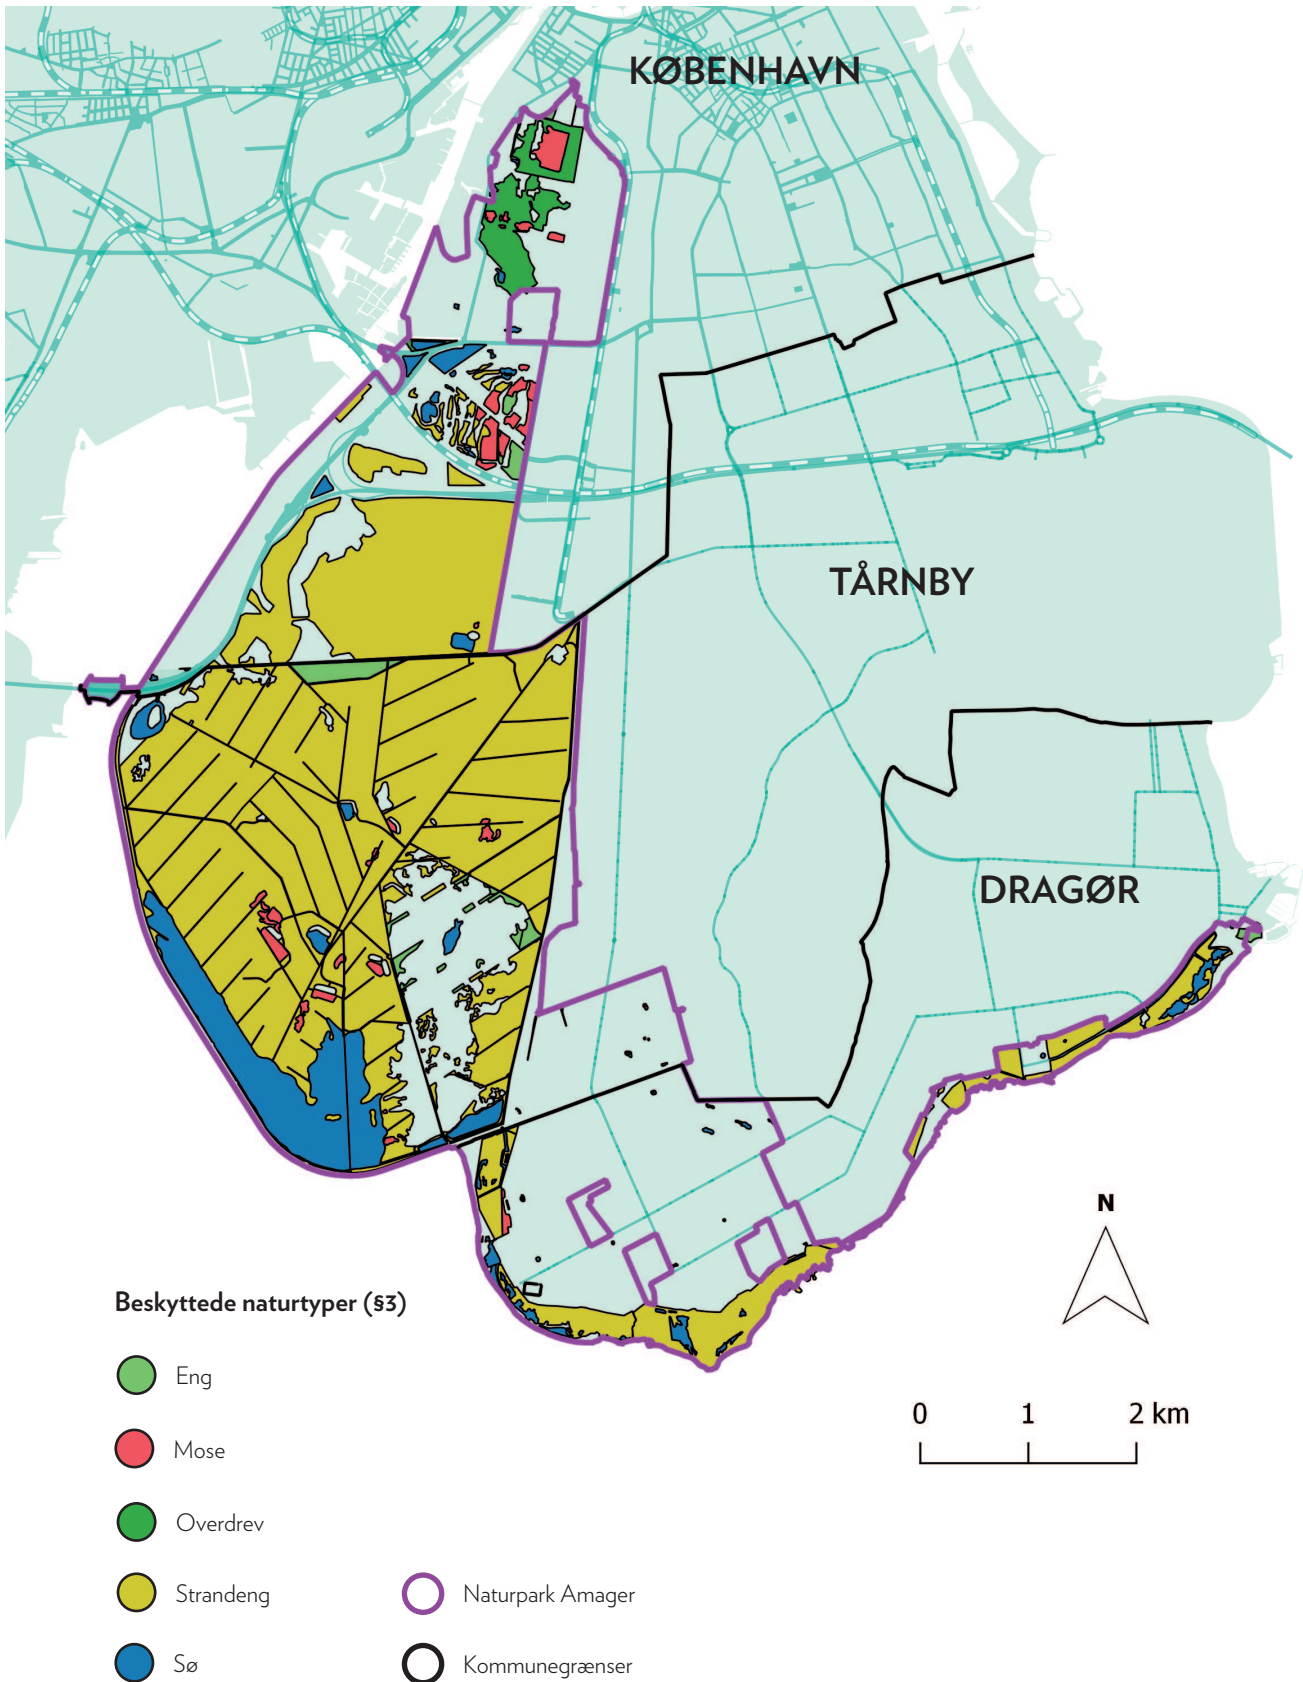 KØBENHAVN
TÅRNBY
DRAGØR
N
Beskyttede naturtyper (§3)
Eng
Mose
Overdrev
Strandeng
Sø
Naturpark Amager
Kommunegrænser
0 1 2 km